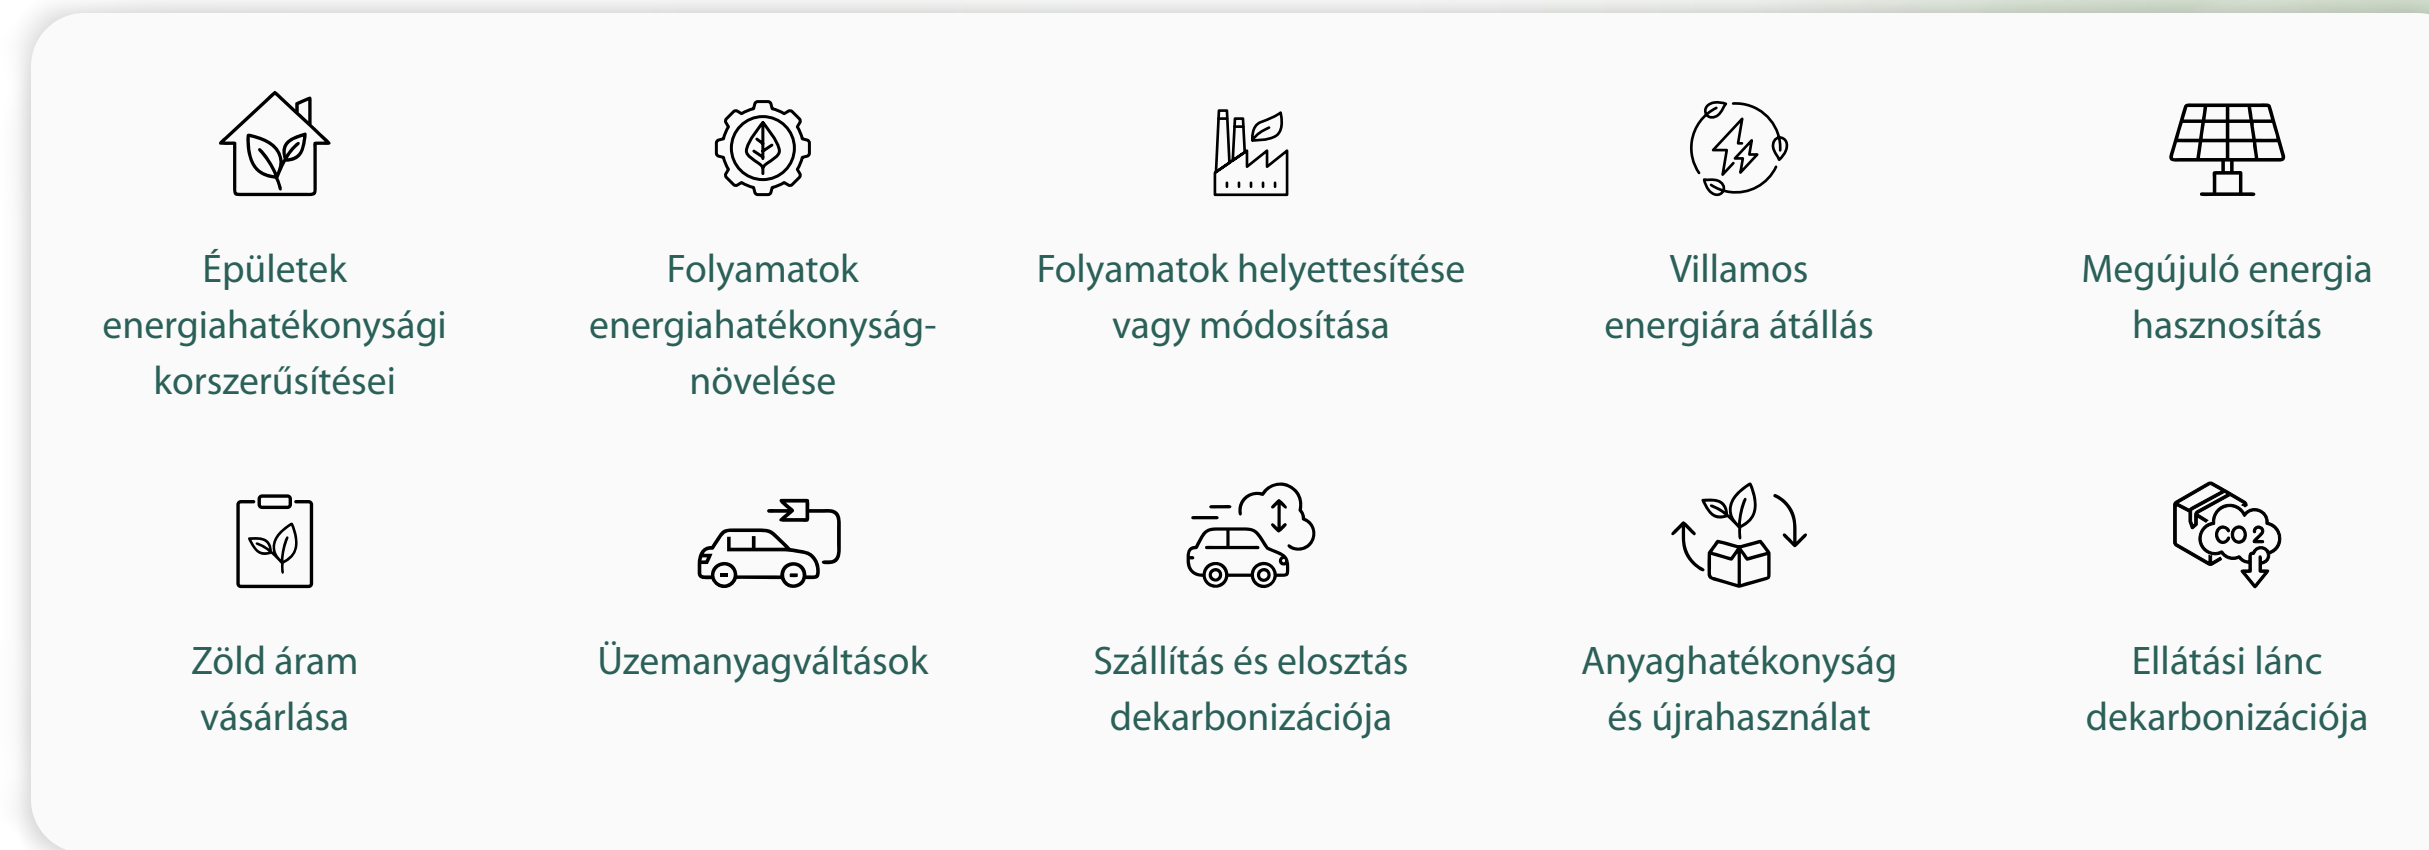 Épületek
energiahatékonysági
korszerűsítései
Folyamatok
energiahatékonyság-
növelése
Folyamatok helyettesítése
vagy módosítása
Villamos
energiára átállás
Megújuló energia
hasznosítás
Zöld áram
vásárlása
Üzemanyagváltások
Szállítás és elosztás
dekarbonizációja
Anyaghatékonyság
és újrahasználat
CO 2
Ellátási lánc
dekarbonizációja